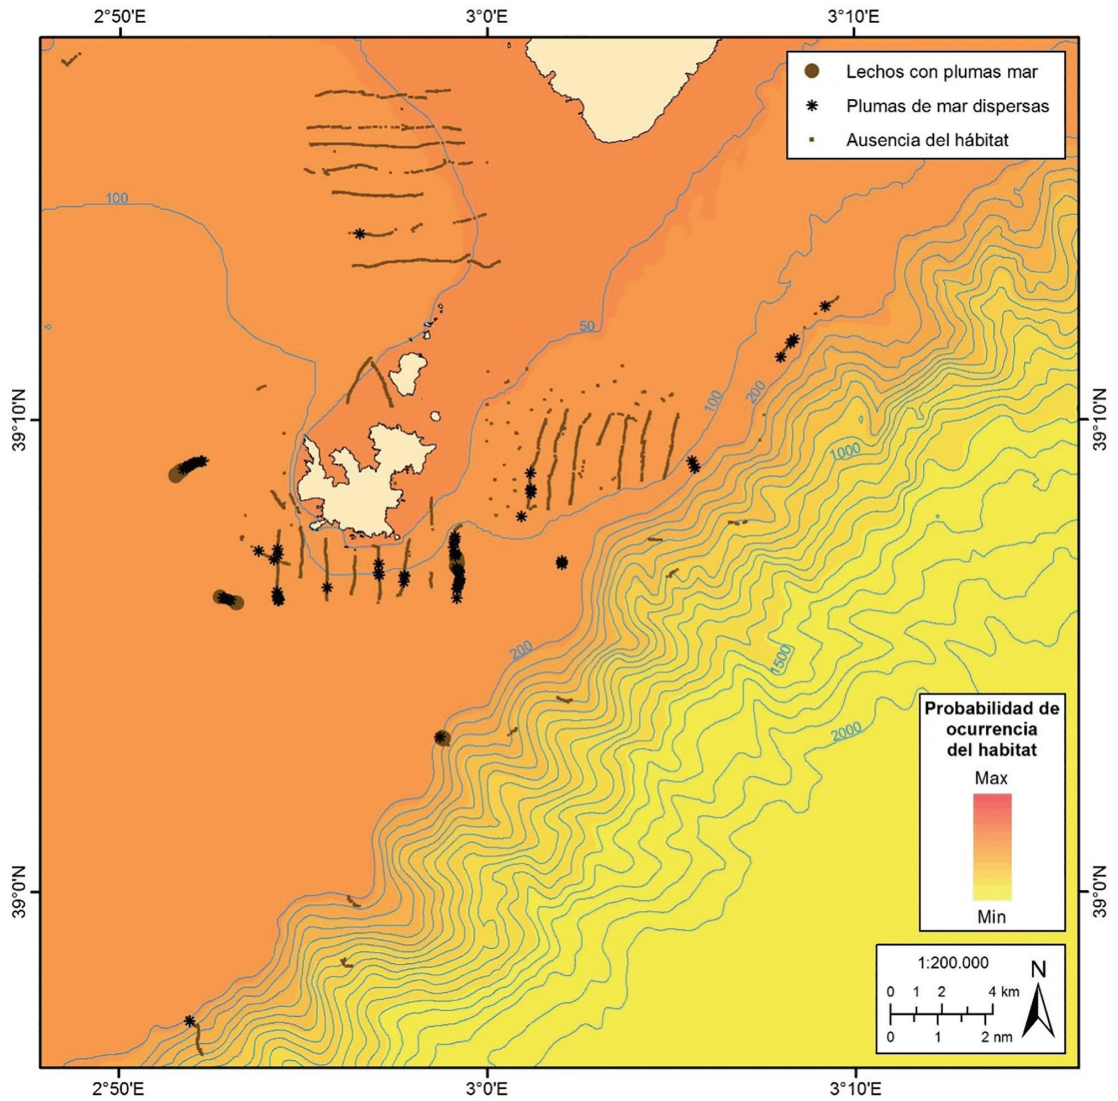 2°50'E 3°0'E 3°10'E
Lechos con plumas mar
Plumas de mar dispersas
Ausencia del hábitat
100
50
39°10'N 39°10'N
100 200
1000
200
1500
2000
Probabilidad de
ocurrencia
del habitat
Max
Min
39°0'N 39°0'N
1:200.000 N
0 1 2 4 km
0 1 2 nm
2°50'E 3°0'E 3°10'E